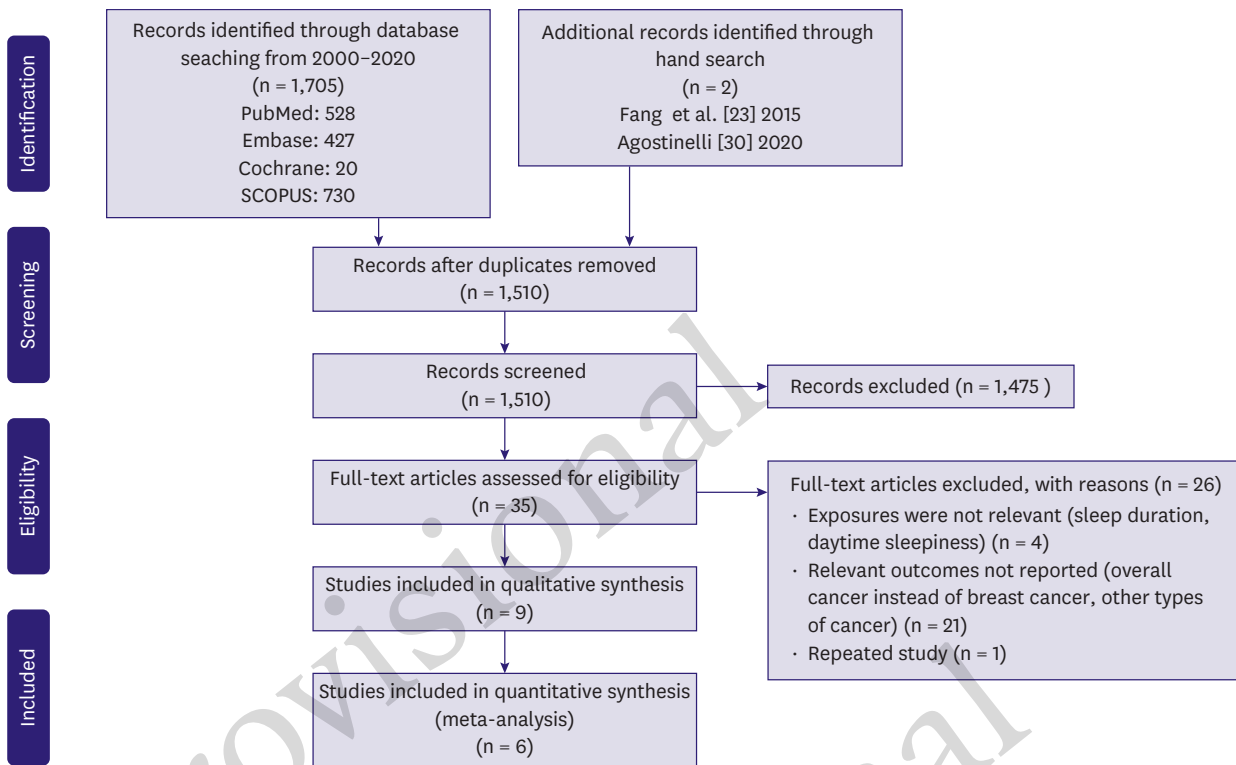 Identification
Records identified through database
seaching from 2000–2020
(n = 1,705)
PubMed: 528
Embase: 427
Cochrane: 20
SCOPUS: 730
Additional records identified through
hand search
(n = 2)
Fang et al. [23] 2015
Agostinelli [30] 2020
Screening
Records after duplicates removed
(n = 1,510)
Records screened
(n = 1,510)
Records excluded (n = 1,475 )
Eligibility
Full-text articles assessed for eligibility
(n = 35)
Full-text articles excluded, with reasons (n = 26)
· Exposures were not relevant (sleep duration,
daytime sleepiness) (n = 4)
· Relevant outcomes not reported (overall
cancer instead of breast cancer, other types
of cancer) (n = 21)
· Repeated study (n = 1)
Studies included in qualitative synthesis
(n = 9)
Included
Studies included in quantitative synthesis
(meta-analysis)
(n = 6)
rovisional
nal